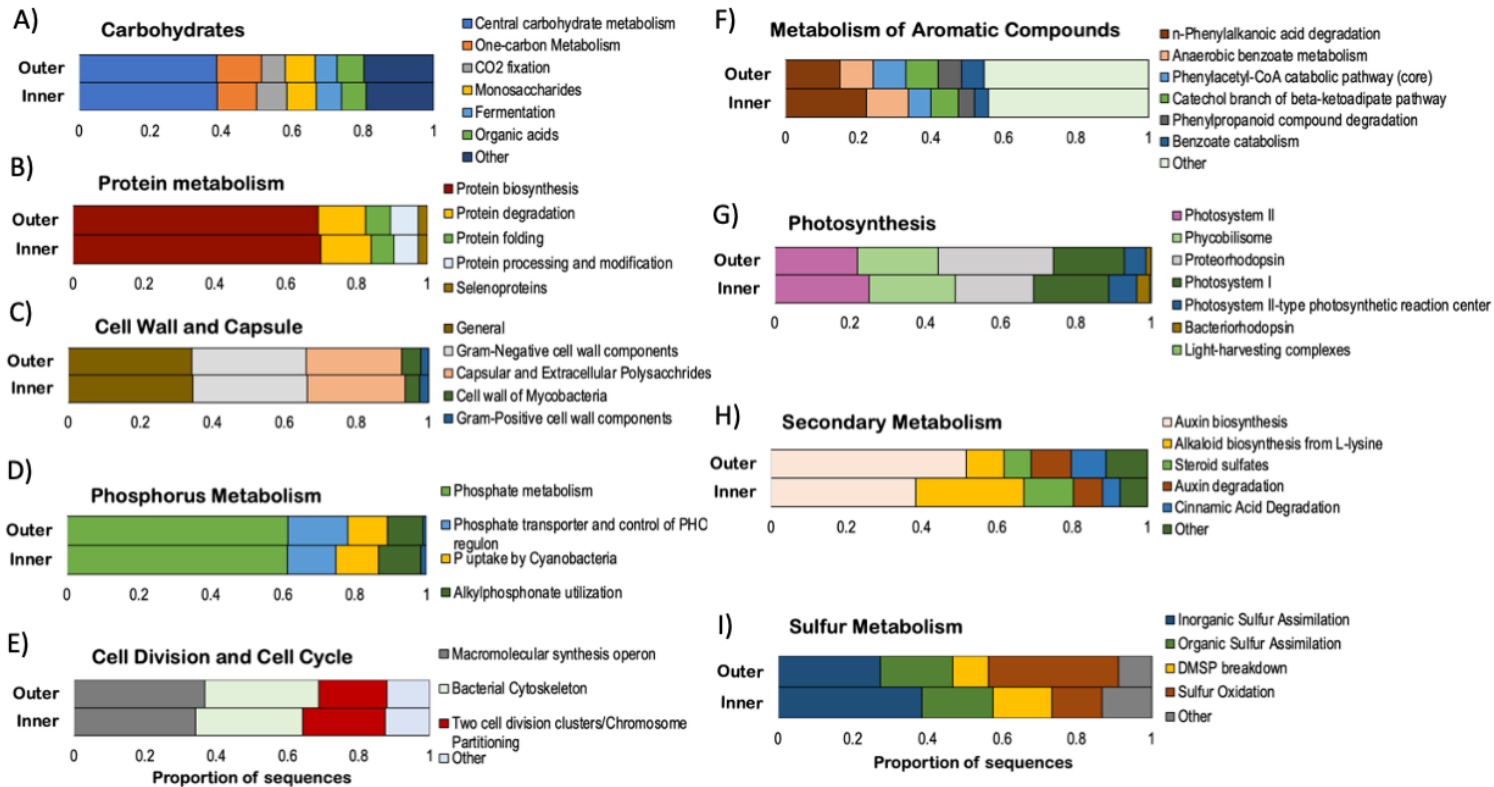 A)
Carbohydrates
Outer
Inner
0 0.2 0.4 0.6 0.8 1
Central carbohydrate metabolism
One-carbon Metabolism
CO2 fixation
Monosaccharides
Fermentation
Organic acids
Other
B)
Protein metabolism
Outer
Inner
0 0.2 0.4 0.6 0.8 1
Protein biosynthesis
Protein degradation
Protein folding
Protein processing and modification
Selenoproteins
C)
Cell Wall and Capsule
Outer
Inner
0 0.2 0.4 0.6 0.8 1
General
Gram-Negative cell wall components
Capsular and Extracellular Polysacchrides
Cell wall of Mycobacteria
Gram-Positive cell wall components
D)
Phosphorus Metabolism
Outer
Inner
0 0.2 0.4 0.6 0.8 1
Phosphate metabolism
Phosphate transporter and control of PHO
regulon
P uptake by Cyanobacteria
Alkylphosphonate utilization
E)
Cell Division and Cell Cycle
Outer
Inner
0 0.2 0.4 0.6 0.8 1
Proportion of sequences
Macromolecular synthesis operon
Bacterial Cytoskeleton
Two cell division clusters/Chromosome
Partitioning
Other
F)
Metabolism of Aromatic Compounds
Outer
Inner
0 0.2 0.4 0.6 0.8 1
n-Phenylalkanoic acid degradation
Anaerobic benzoate metabolism
Phenylacetyl-CoA catabolic pathway (core)
Catechol branch of beta-ketoadipate pathway
Phenylpropanoid compound degradation
Benzoate catabolism
Other
G)
Photosynthesis
Outer
Inner
0 0.2 0.4 0.6 0.8 1
Photosystem II
Phycobilisome
Proteorhodopsin
Photosystem I
Photosystem II-type photosynthetic reaction center
Bacteriorhodopsin
Light-harvesting complexes
H)
Secondary Metabolism
Outer
Inner
0 0.2 0.4 0.6 0.8 1
Auxin biosynthesis
Alkaloid biosynthesis from L-lysine
Steroid sulfates
Auxin degradation
Cinnamic Acid Degradation
Other
I)
Sulfur Metabolism
Outer
Inner
0 0.2 0.4 0.6 0.8 1
Proportion of sequences
Inorganic Sulfur Assimilation
Organic Sulfur Assimilation
DMSP breakdown
Sulfur Oxidation
Other